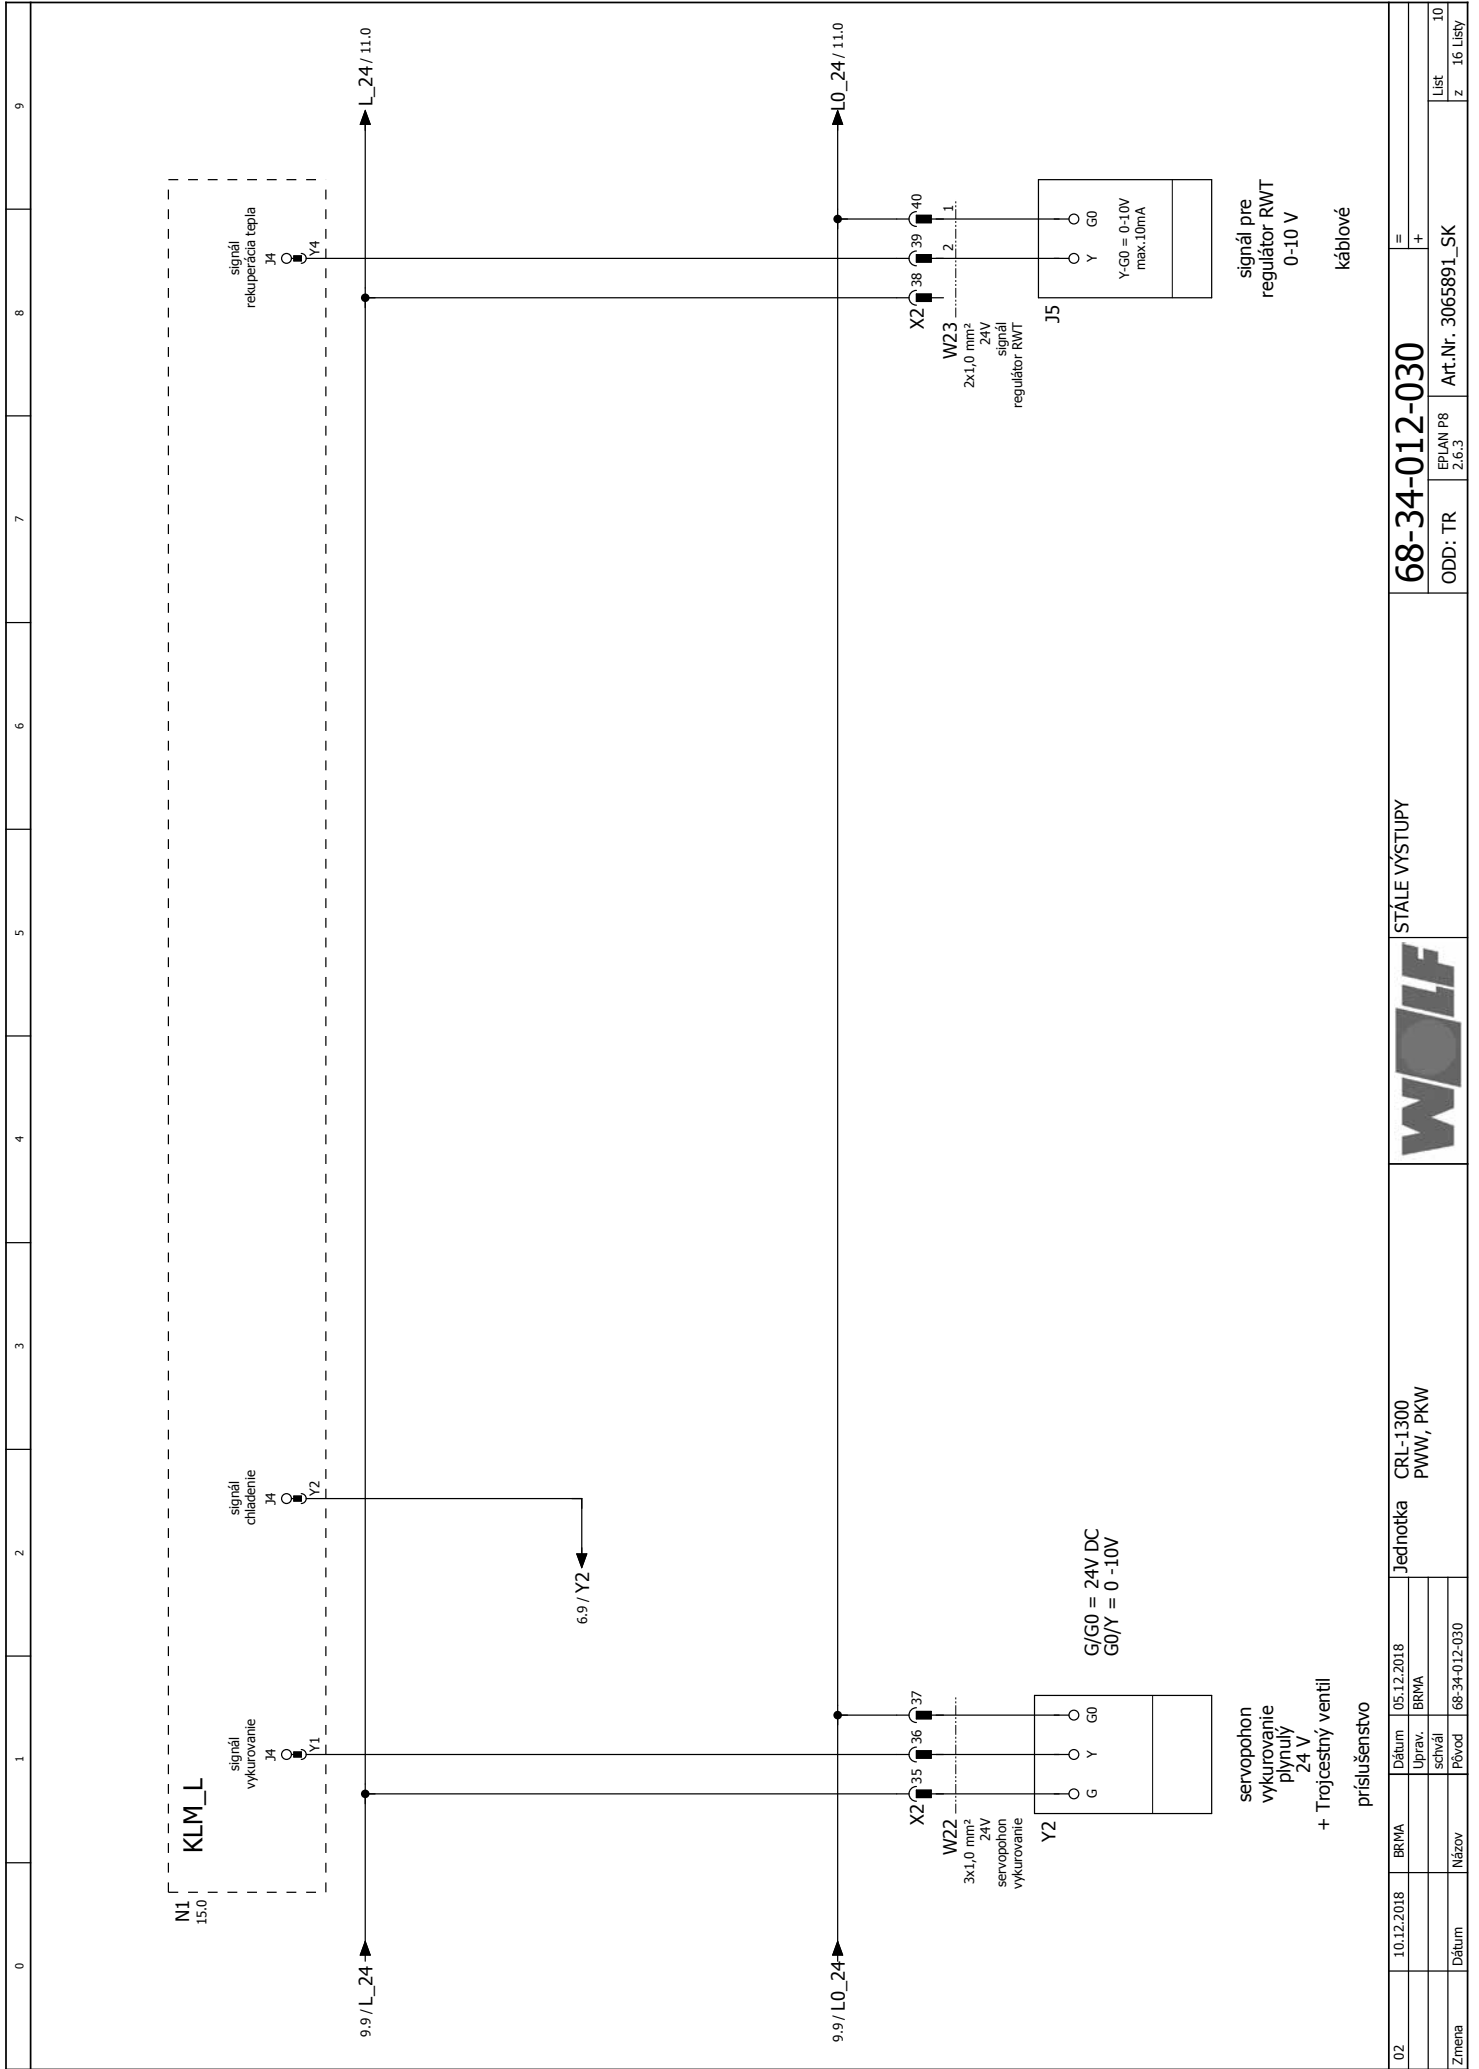 0
1
2
3
4
5
6
7
8
9
N1
15.0
KLM_L
signál
vykurovanie
J4
Y1
signál
chladenie
J4
Y2
signál
rekuperácia tepla
J4
Y4
9.9 / L_24
L_24 / 11.0
6.9 / Y2
9.9 / L0_24
L0_24 / 11.0
X2 35 36 37
W22
3x1,0 mm²
24V
servopohon
vykurovanie
Y2
G Y G0
G/G0 = 24V DC
G0/Y = 0 -10V
servopohon
vykurovanie
plynulý
24 V
+ Trojcestný ventil
príslušenstvo
X2 38 39 40
2 1
W23
2x1,0 mm²
24V
signál
regulátor RWT
J5
Y G0
Y-G0 = 0-10V
max.10mA
signál pre
regulátor RWT
0-10 V
káblové
02 10.12.2018 BRMA
Zmena Dátum Názov
Dátum 05.12.2018
Uprav. BRMA
schvál
Pôvod 68-34-012-030
Jednotka CRL-1300
PWW, PKW
WOLF
STÁLE VÝSTUPY
68-34-012-030
=
+
ODD: TR
EPLAN P8
2.6.3
Art.Nr. 3065891_SK
List 10
z 16 Listy